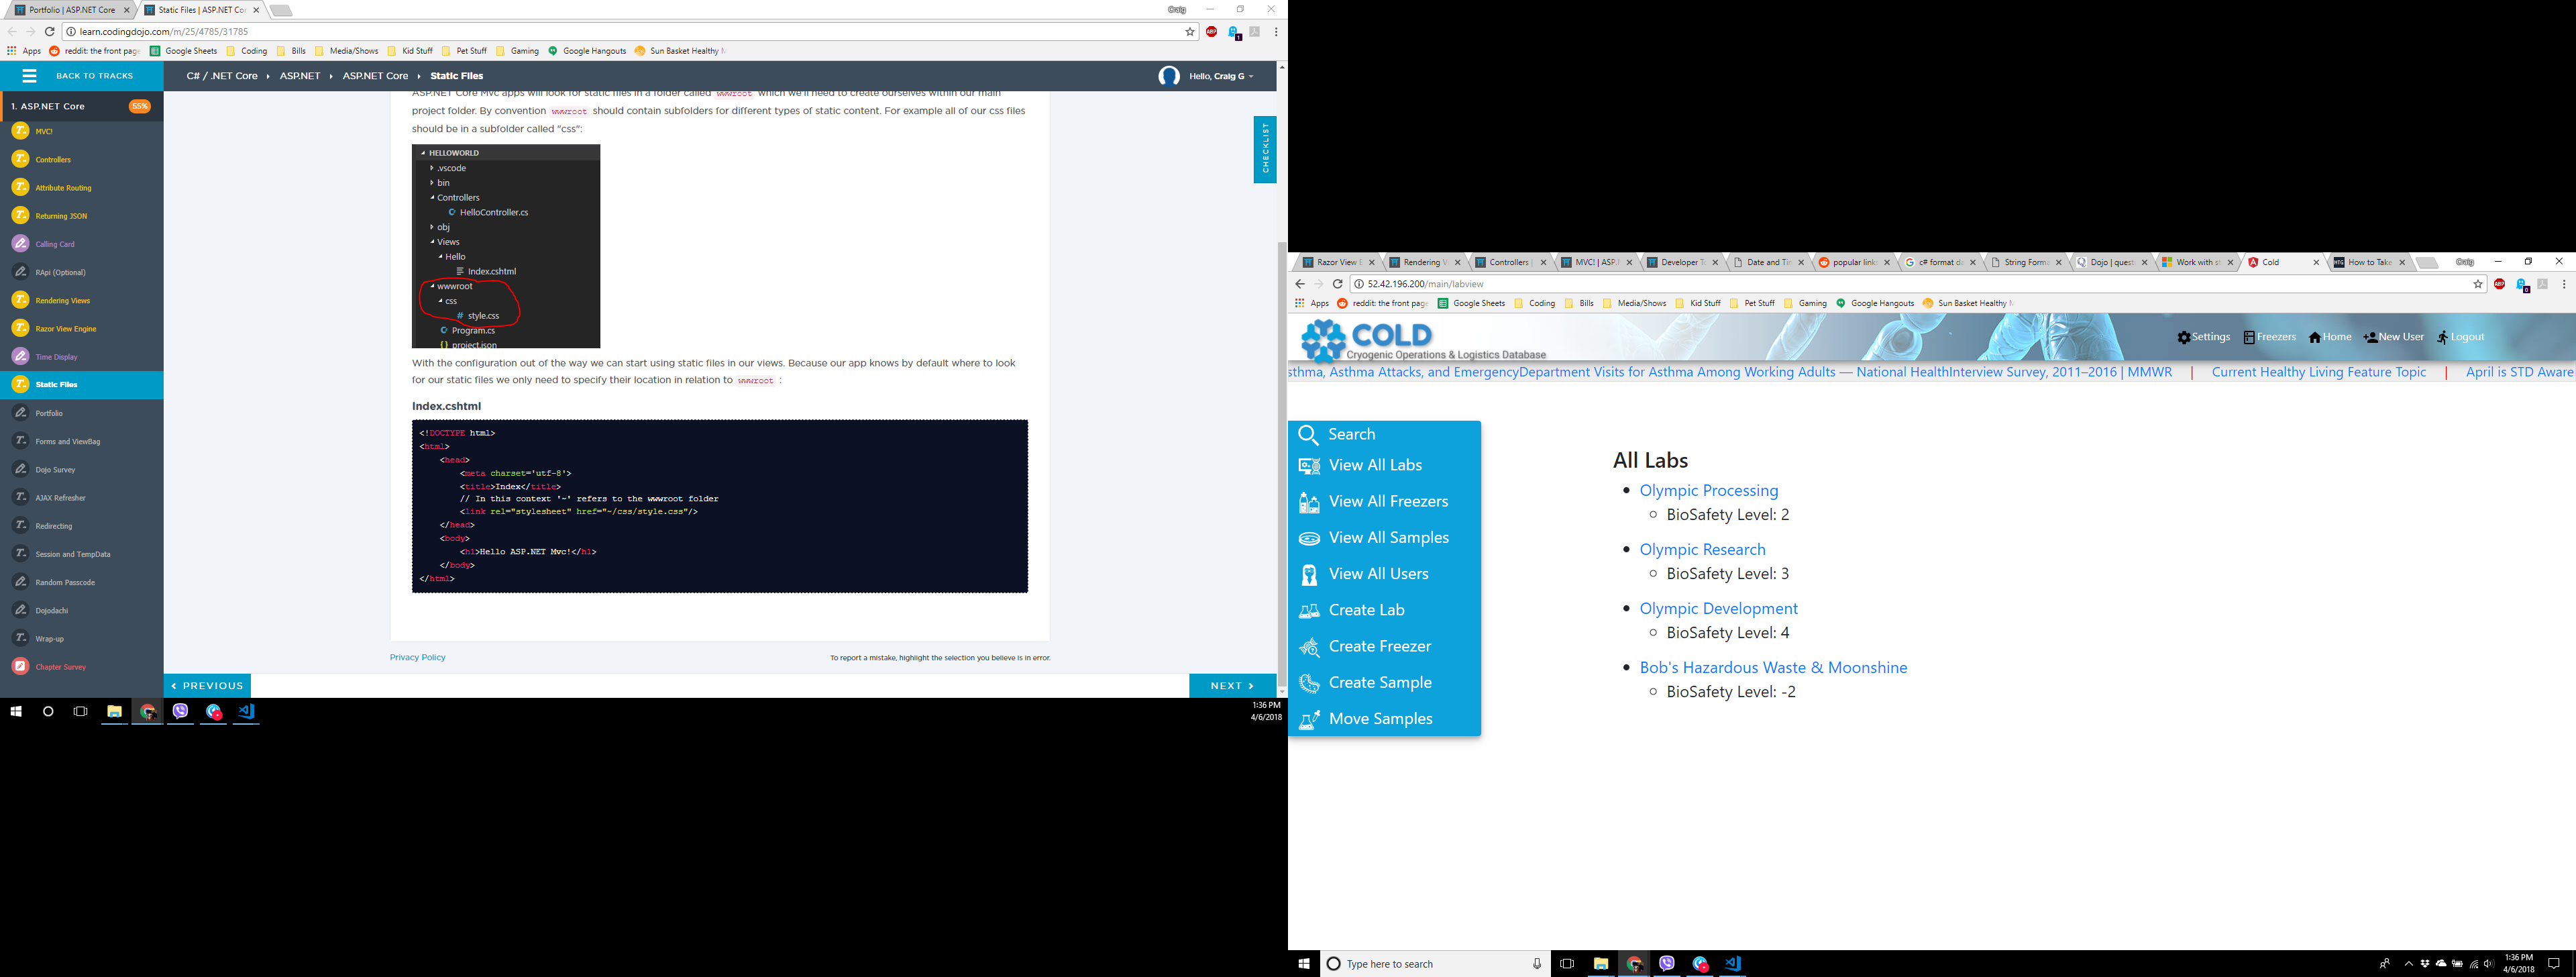 Portfolio | ASP.NET Core
Static Files | ASP.NET Cor
Craig
learn.codingdojo.com/m/25/4785/31785
ABP
1
Apps
reddit: the front page
Google Sheets
Coding
Bills
Media/Shows
Kid Stuff
Pet Stuff
Gaming
Google Hangouts
Sun Basket Healthy
BACK TO TRACKS
C# / .NET Core
ASP.NET
ASP.NET Core
Static Files
Hello, Craig G
1. ASP.NET Core
55%
MVC!
Controllers
Attribute Routing
Returning JSON
Calling Card
RApi (Optional)
Rendering Views
Razor View Engine
Time Display
Static Files
Portfolio
Forms and ViewBag
Dojo Survey
AJAX Refresher
Redirecting
Session and TempData
Random Passcode
Dojodachi
Wrap-up
Chapter Survey
ASP.NET Core Mvc apps will look for static files in a folder called wwwroot which we'll need to create ourselves within our main
project folder. By convention wwwroot should contain subfolders for different types of static content. For example all of our css files
should be in a subfolder called "css":
CHECKLIST
HELLOWORLD
.vscode
bin
Controllers
HelloController.cs
obj
Views
Hello
Index.cshtml
wwwroot
css
# style.css
Program.cs
{} project.json
With the configuration out of the way we can start using static files in our views. Because our app knows by default where to look
for our static files we only need to specify their location in relation to wwwroot :
Index.cshtml
<!DOCTYPE html>
<html>
<head>
<meta charset='utf-8'>
<title>Index</title>
// In this context '~' refers to the wwwroot folder
<link rel="stylesheet" href="~/css/style.css"/>
</head>
<body>
<h1>Hello ASP.NET Mvc!</h1>
</body>
</html>
Privacy Policy
To report a mistake, highlight the selection you believe is in error.
PREVIOUS
NEXT
1:36 PM
4/6/2018
Razor View E
Rendering V
Controllers |
MVC! | ASP.
Developer To
Date and Tim
popular links
c# format da
String Forma
Dojo | quest
Work with st
Cold
How to Take
Craig
52.42.196.200/main/labview
ABP
0
Apps
reddit: the front page
Google Sheets
Coding
Bills
Media/Shows
Kid Stuff
Pet Stuff
Gaming
Google Hangouts
Sun Basket Healthy
COLD
Cryogenic Operations & Logistics Database
Settings
Freezers
Home
New User
Logout
sthma, Asthma Attacks, and EmergencyDepartment Visits for Asthma Among Working Adults — National HealthInterview Survey, 2011–2016 | MMWR | Current Healthy Living Feature Topic | April is STD Aware
Search
View All Labs
View All Freezers
View All Samples
View All Users
Create Lab
Create Freezer
Create Sample
Move Samples
All Labs
Olympic Processing
BioSafety Level: 2
Olympic Research
BioSafety Level: 3
Olympic Development
BioSafety Level: 4
Bob's Hazardous Waste & Moonshine
BioSafety Level: -2
Type here to search
1:36 PM
4/6/2018